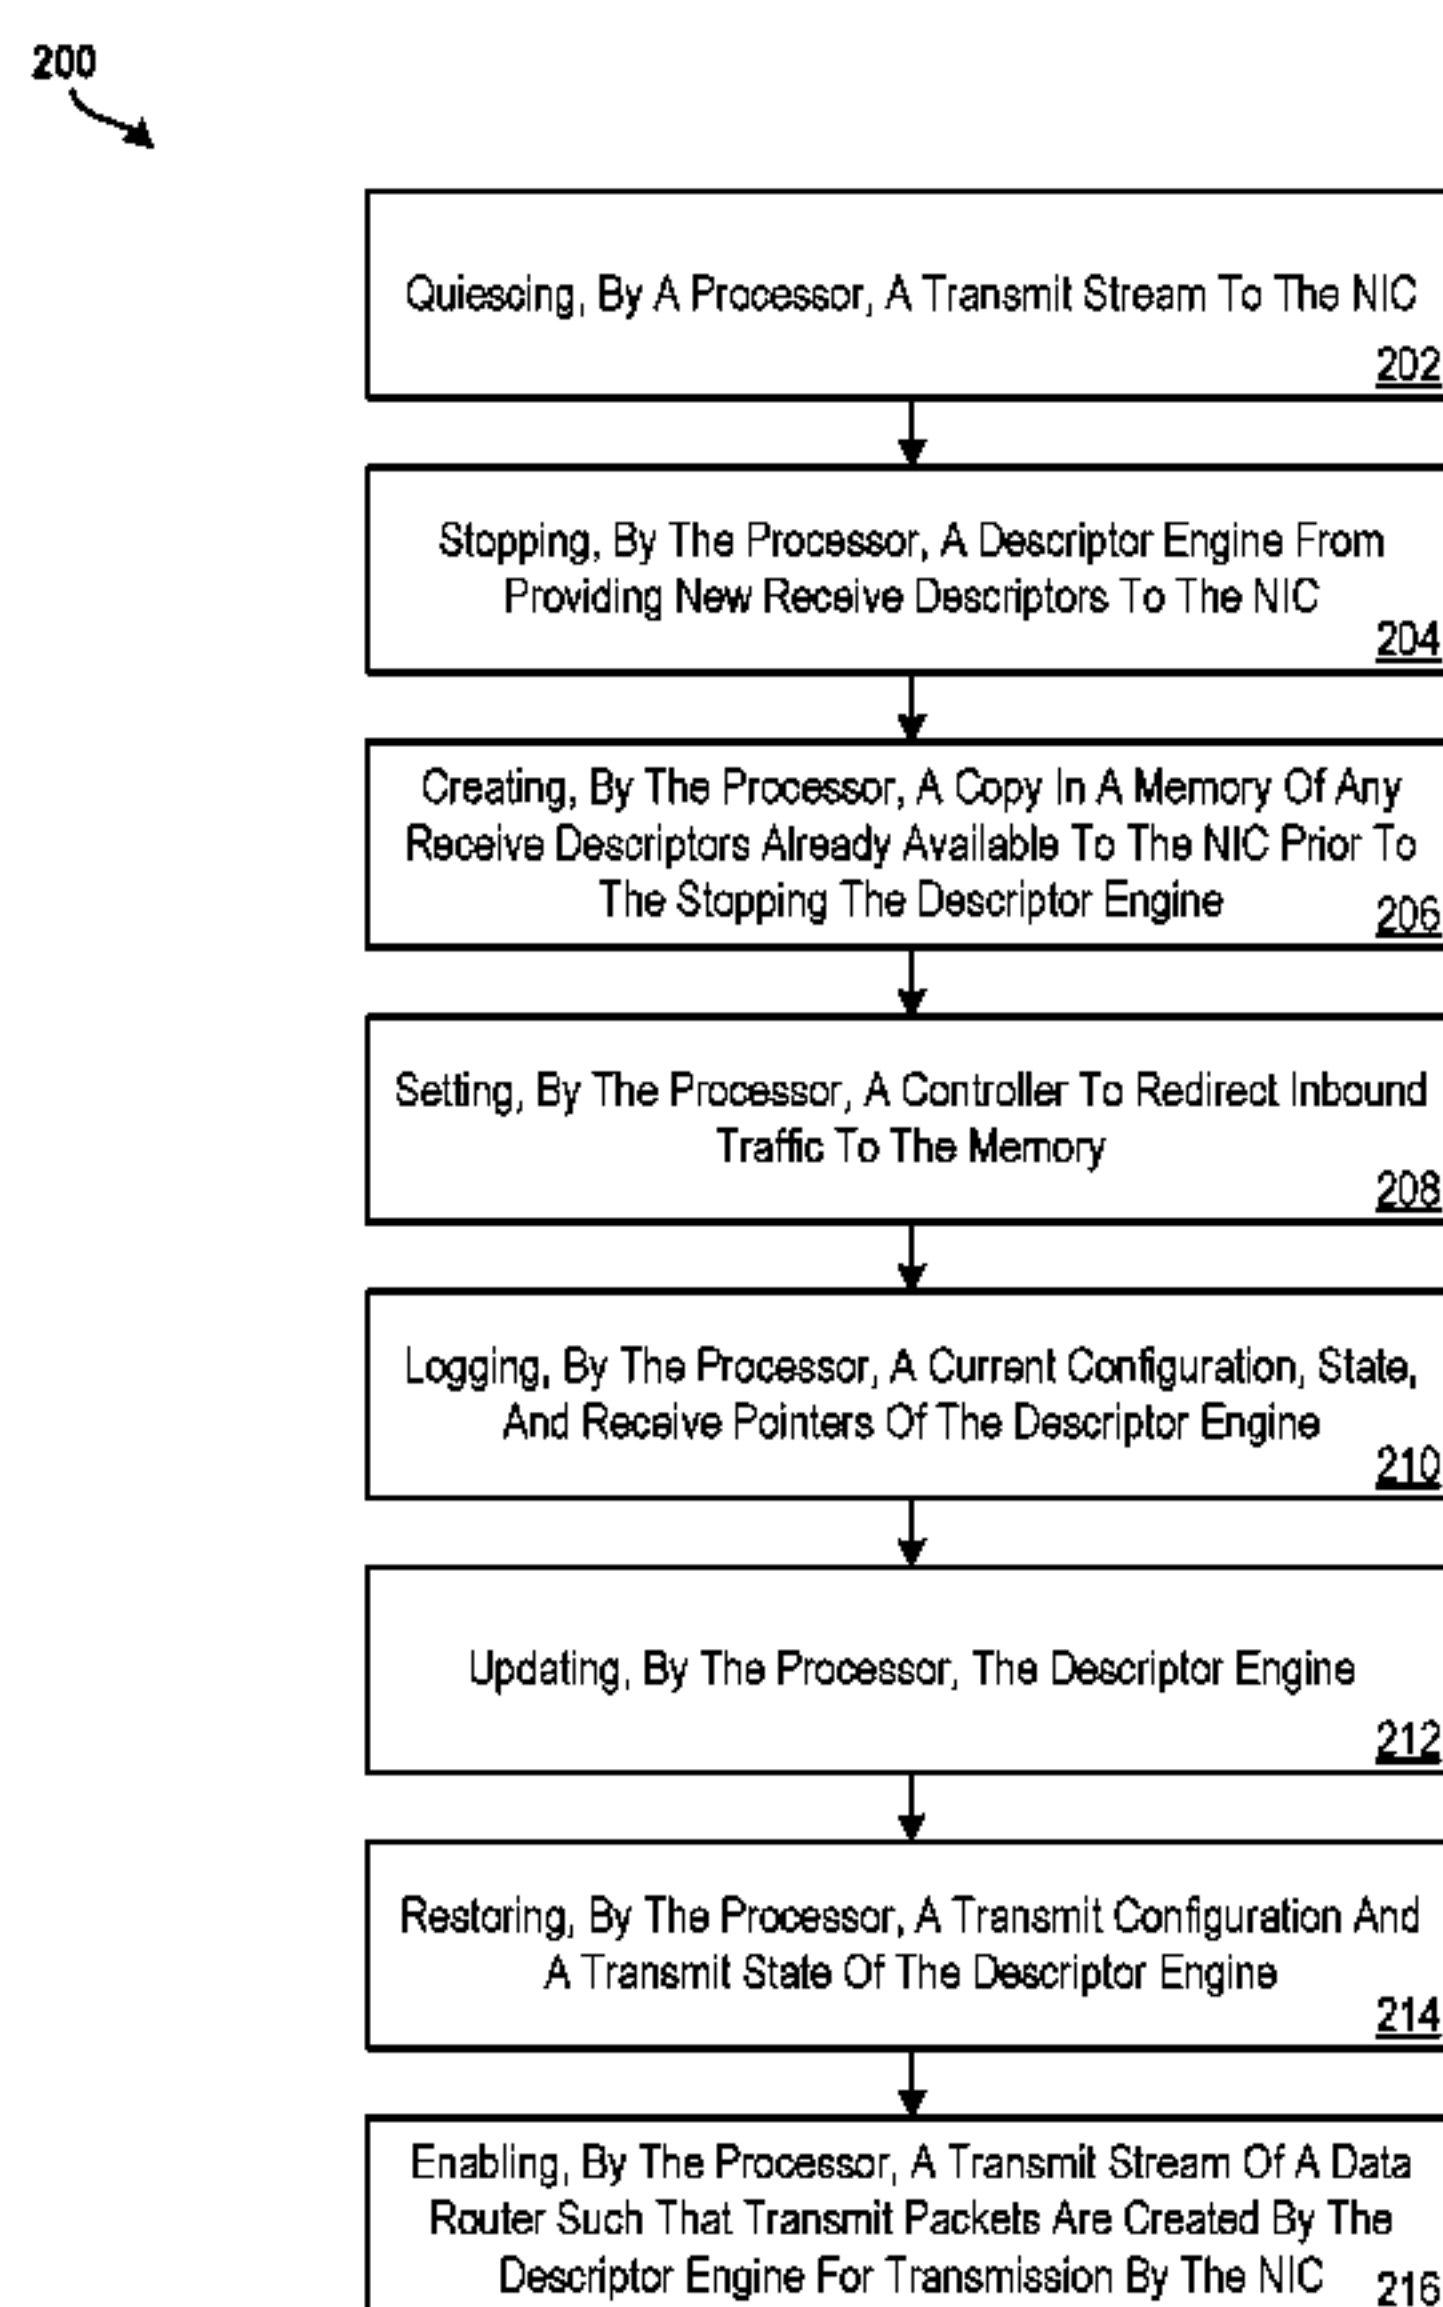 200
Quiescing, By A Processor, A Transmit Stream To The NIC
202
Stopping, By The Processor, A Descriptor Engine From
Providing New Receive Descriptors To The NIC
204
Creating, By The Processor, A Copy In A Memory Of Any
Receive Descriptors Already Available To The NIC Prior To
The Stopping The Descriptor Engine
206
Setting, By The Processor, A Controller To Redirect Inbound
Traffic To The Memory
208
Logging, By The Processor, A Current Configuration, State,
And Receive Pointers Of The Descriptor Engine
210
Updating, By The Processor, The Descriptor Engine
212
Restoring, By The Processor, A Transmit Configuration And
A Transmit State Of The Descriptor Engine
214
Enabling, By The Processor, A Transmit Stream Of A Data
Router Such That Transmit Packets Are Created By The
Descriptor Engine For Transmission By The NIC
216